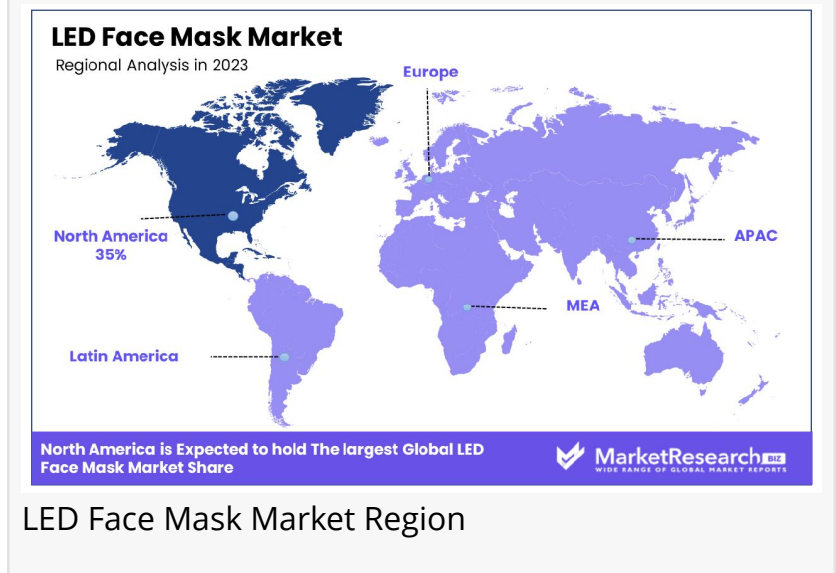 LED Face Mask Market
Regional Analysis in 2023
Europe
North America
35%
APAC
MEA
Latin America
North America is Expected to hold The largest Global LED
Face Mask Market Share
MarketResearch BIZ
WIDE RANGE OF GLOBAL MARKET REPORTS
LED Face Mask Market Region